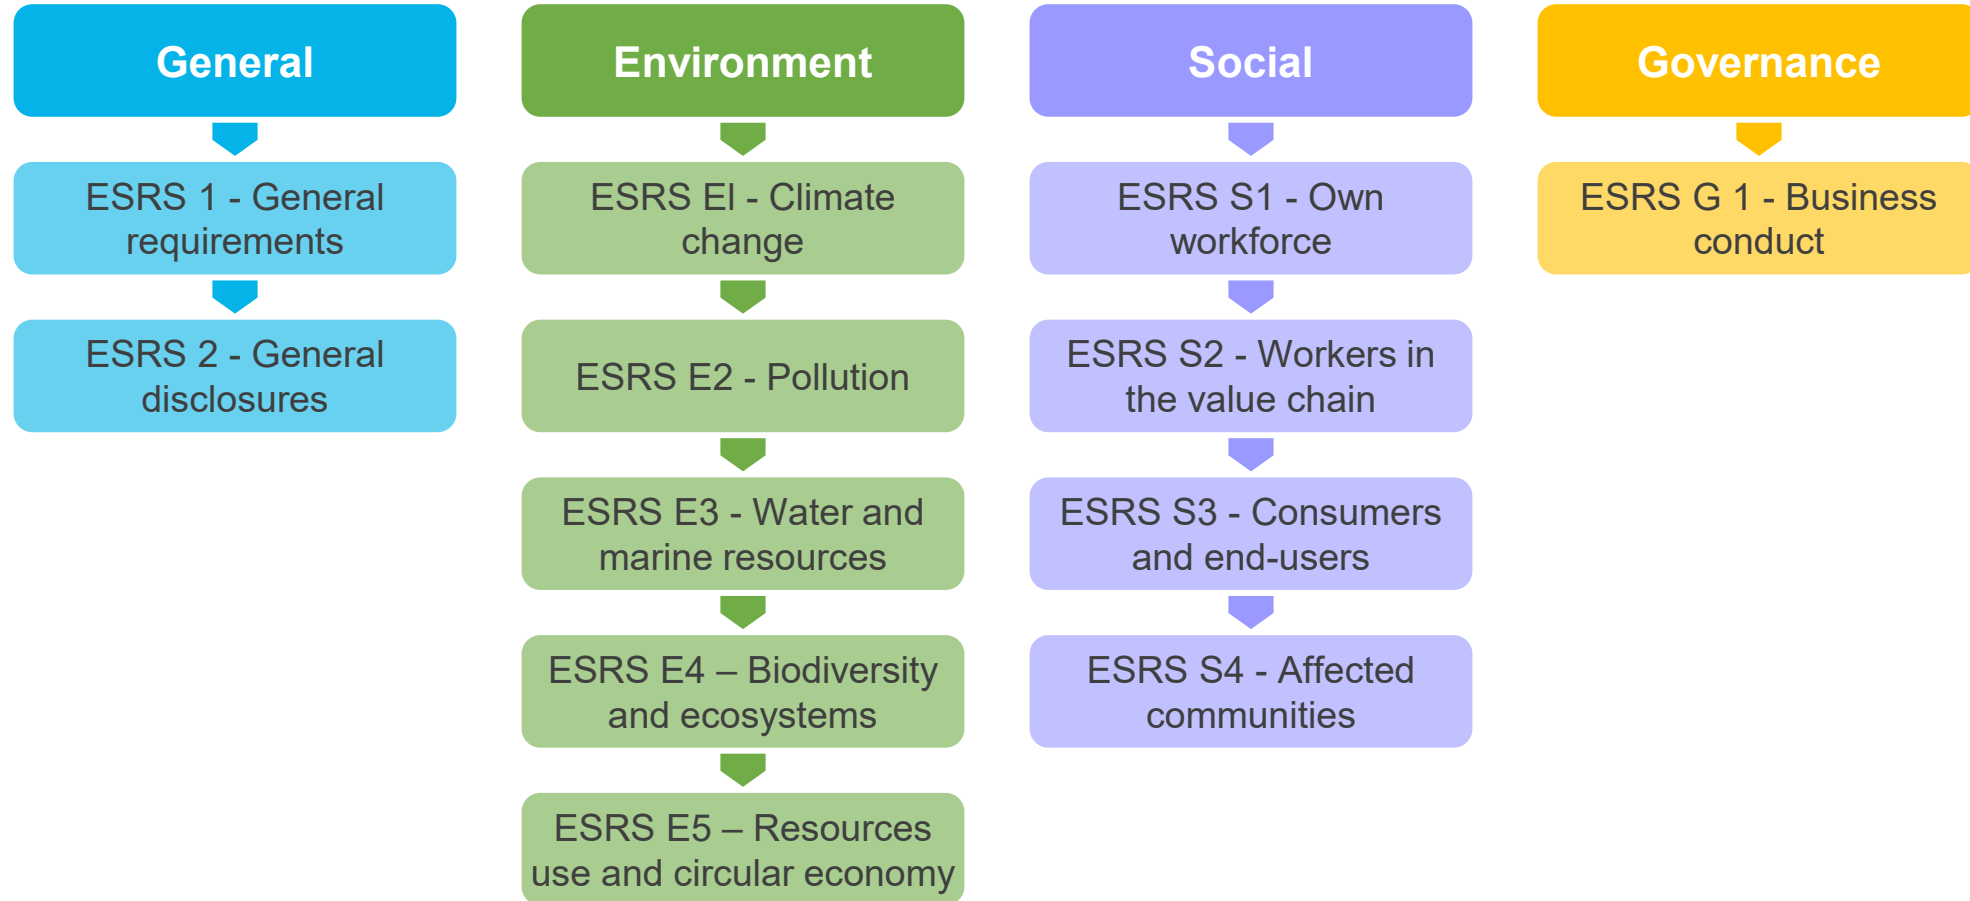 General
ESRS 1 - General
requirements
ESRS 2 - General
disclosures
Environment
ESRS EI - Climate
change
ESRS E2 - Pollution
ESRS E3 - Water and
marine resources
ESRS E4 – Biodiversity
and ecosystems
ESRS E5 – Resources
use and circular economy
Social
ESRS S1 - Own
workforce
ESRS S2 - Workers in
the value chain
ESRS S3 - Consumers
and end-users
ESRS S4 - Affected
communities
Governance
ESRS G 1 - Business
conduct